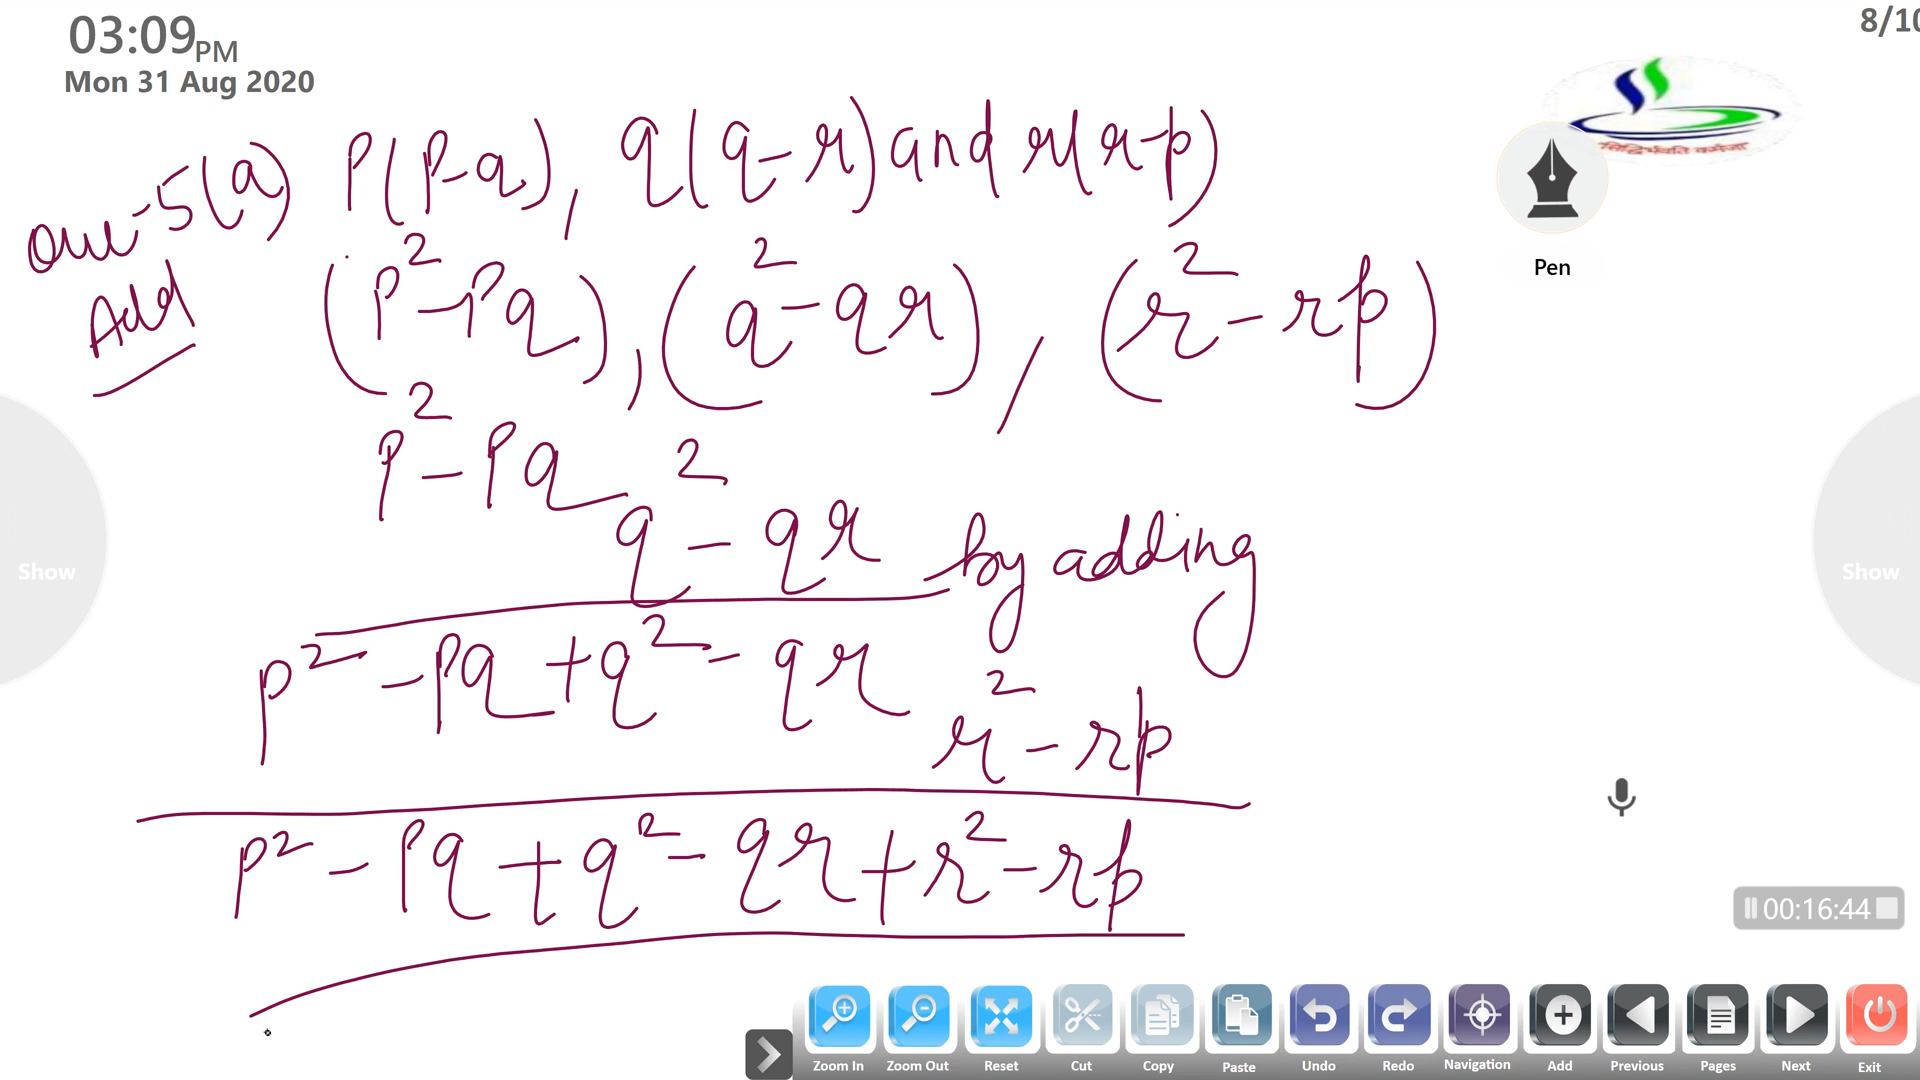 03:09PM
Mon 31 Aug 2020
8/10
Que-5(a) P(P-q), q(q-r) and r(r-p)
Add
(P²-Pq), (q²-qr), (r²-rp)
P²-Pq
q²-qr by adding
p²-pq+q²-qr
r²-rp
p²-pq+q²-qr+r²-rp
Pen
Show
Show
00:16:44
Zoom In Zoom Out Reset Cut Copy Paste Undo Redo Navigation Add Previous Pages Next Exit